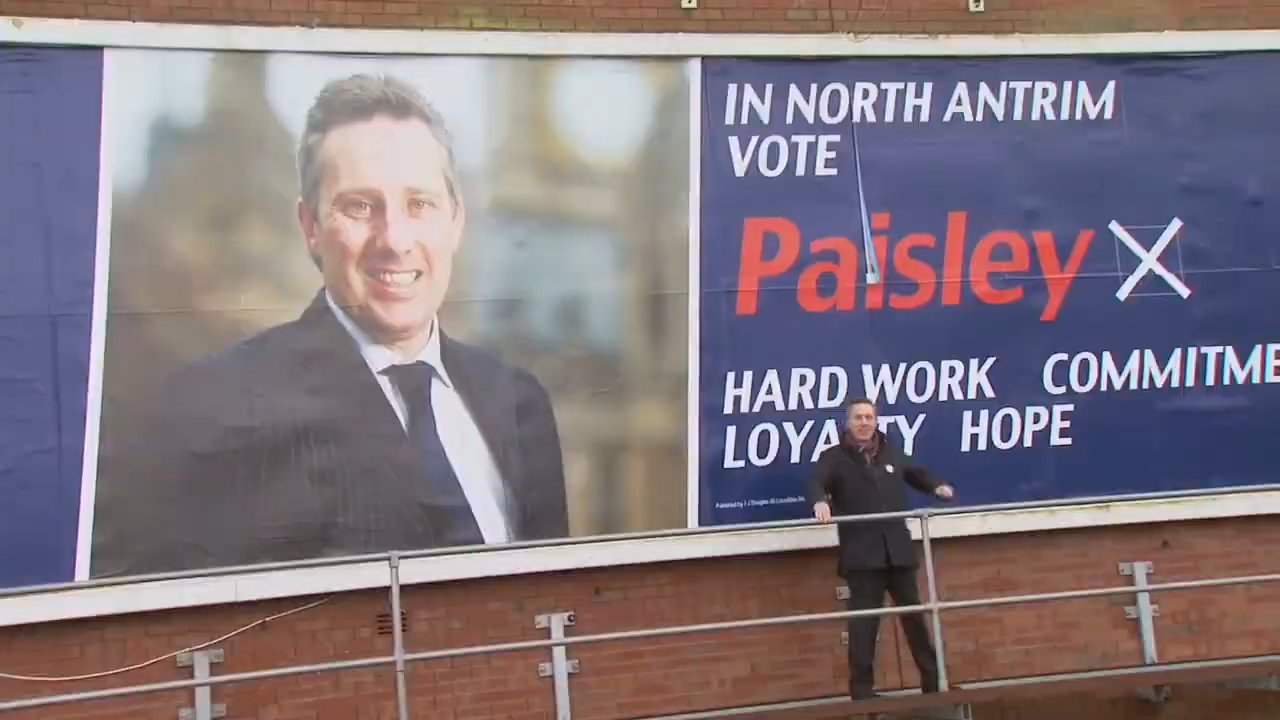 IN NORTH ANTRIM
VOTE
Paisley
HARD WORK COMMITME
LOYALTY HOPE